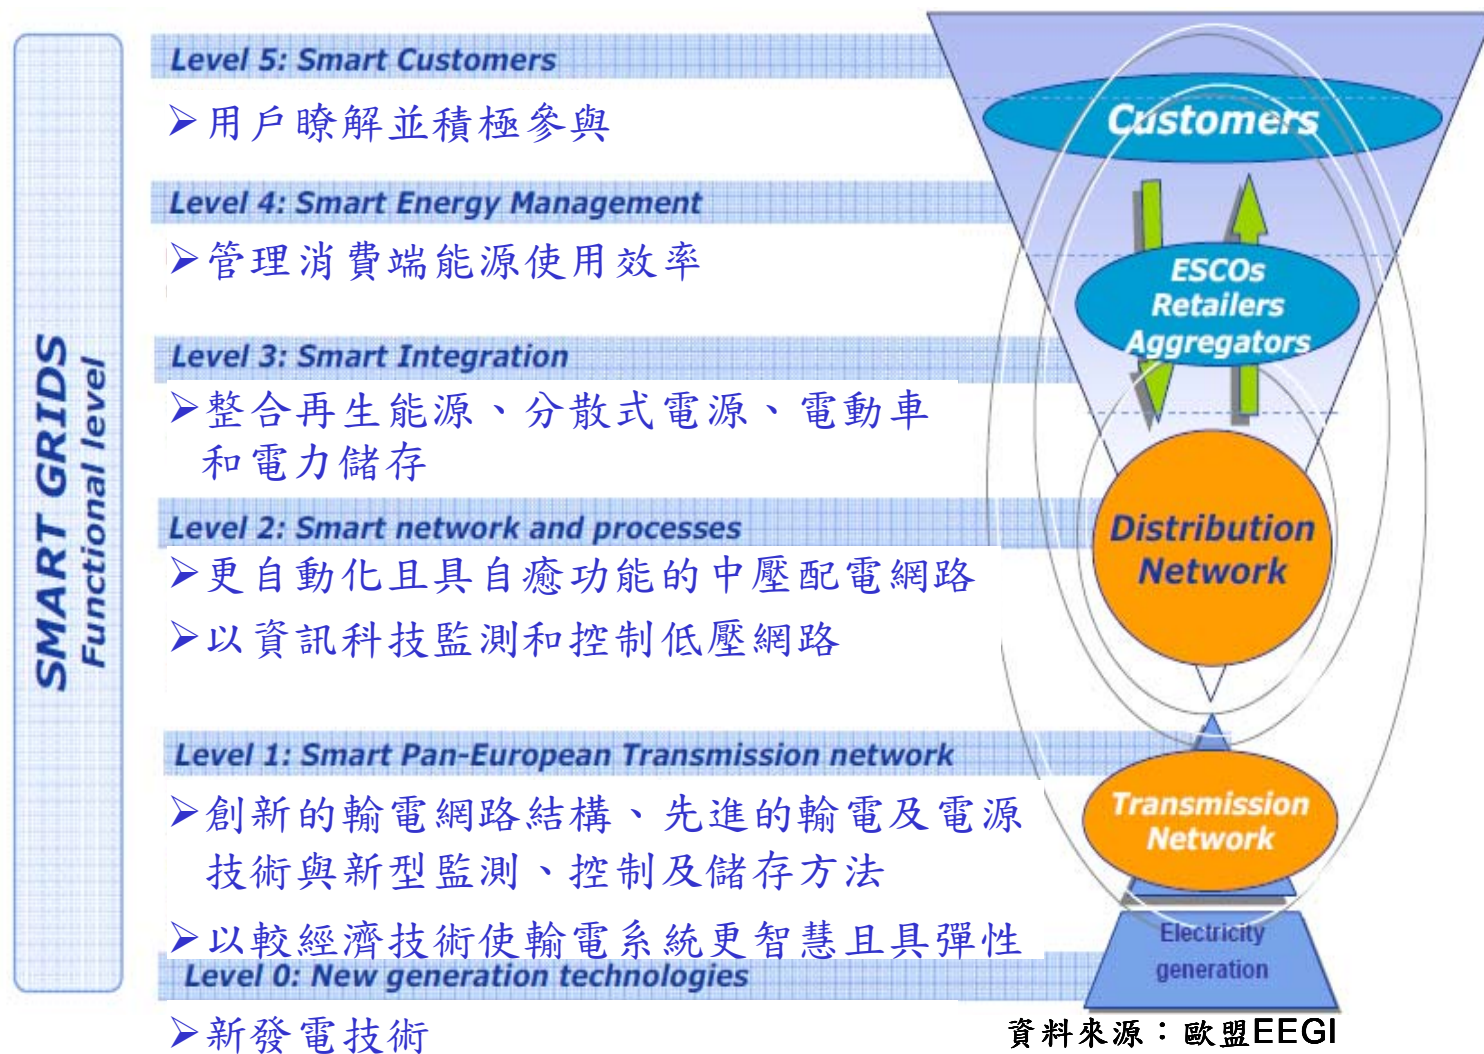 SMART GRIDS
Functional level
Level 5: Smart Customers
➢用戶瞭解並積極參與
Level 4: Smart Energy Management
➢管理消費端能源使用效率
Level 3: Smart Integration
➢整合再生能源、分散式電源、電動車
和電力儲存
Level 2: Smart network and processes
➢更自動化且具自癒功能的中壓配電網路
➢以資訊科技監測和控制低壓網路
Level 1: Smart Pan-European Transmission network
➢創新的輸電網路結構、先進的輸電及電源
技術與新型監測、控制及儲存方法
➢以較經濟技術使輸電系統更智慧且具彈性
Level 0: New generation technologies
➢新發電技術
Customers
ESCOs
Retailers
Aggregators
Distribution
Network
Transmission
Network
Electricity
generation
資料來源：歐盟EEGI